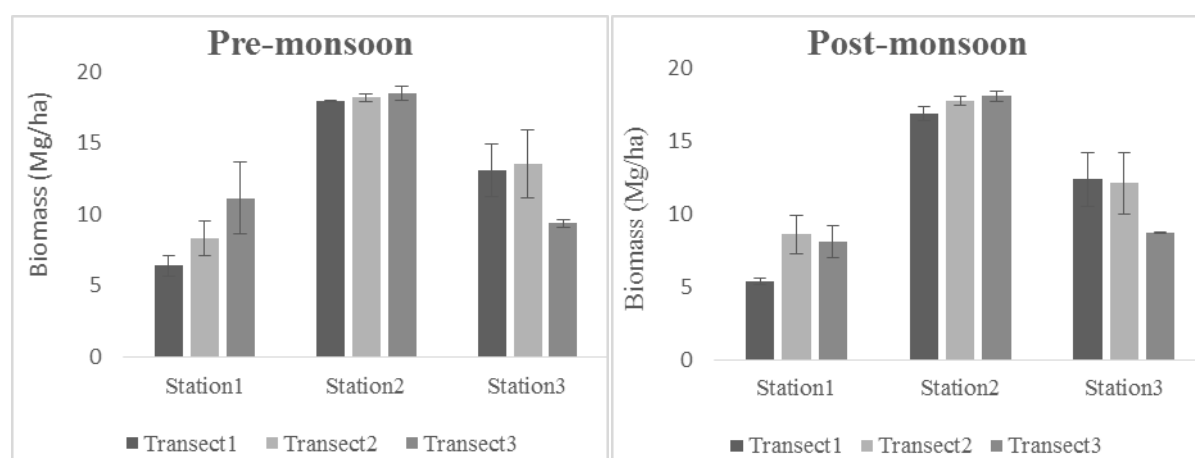 Pre-monsoon
Biomass (Mg/ha)
20
15
10
5
0
Station1 Station2 Station3
Transect1 Transect2 Transect3
Post-monsoon
Biomass (Mg/ha)
20
15
10
5
0
Station1 Station2 Station3
Transect1 Transect2 Transect3